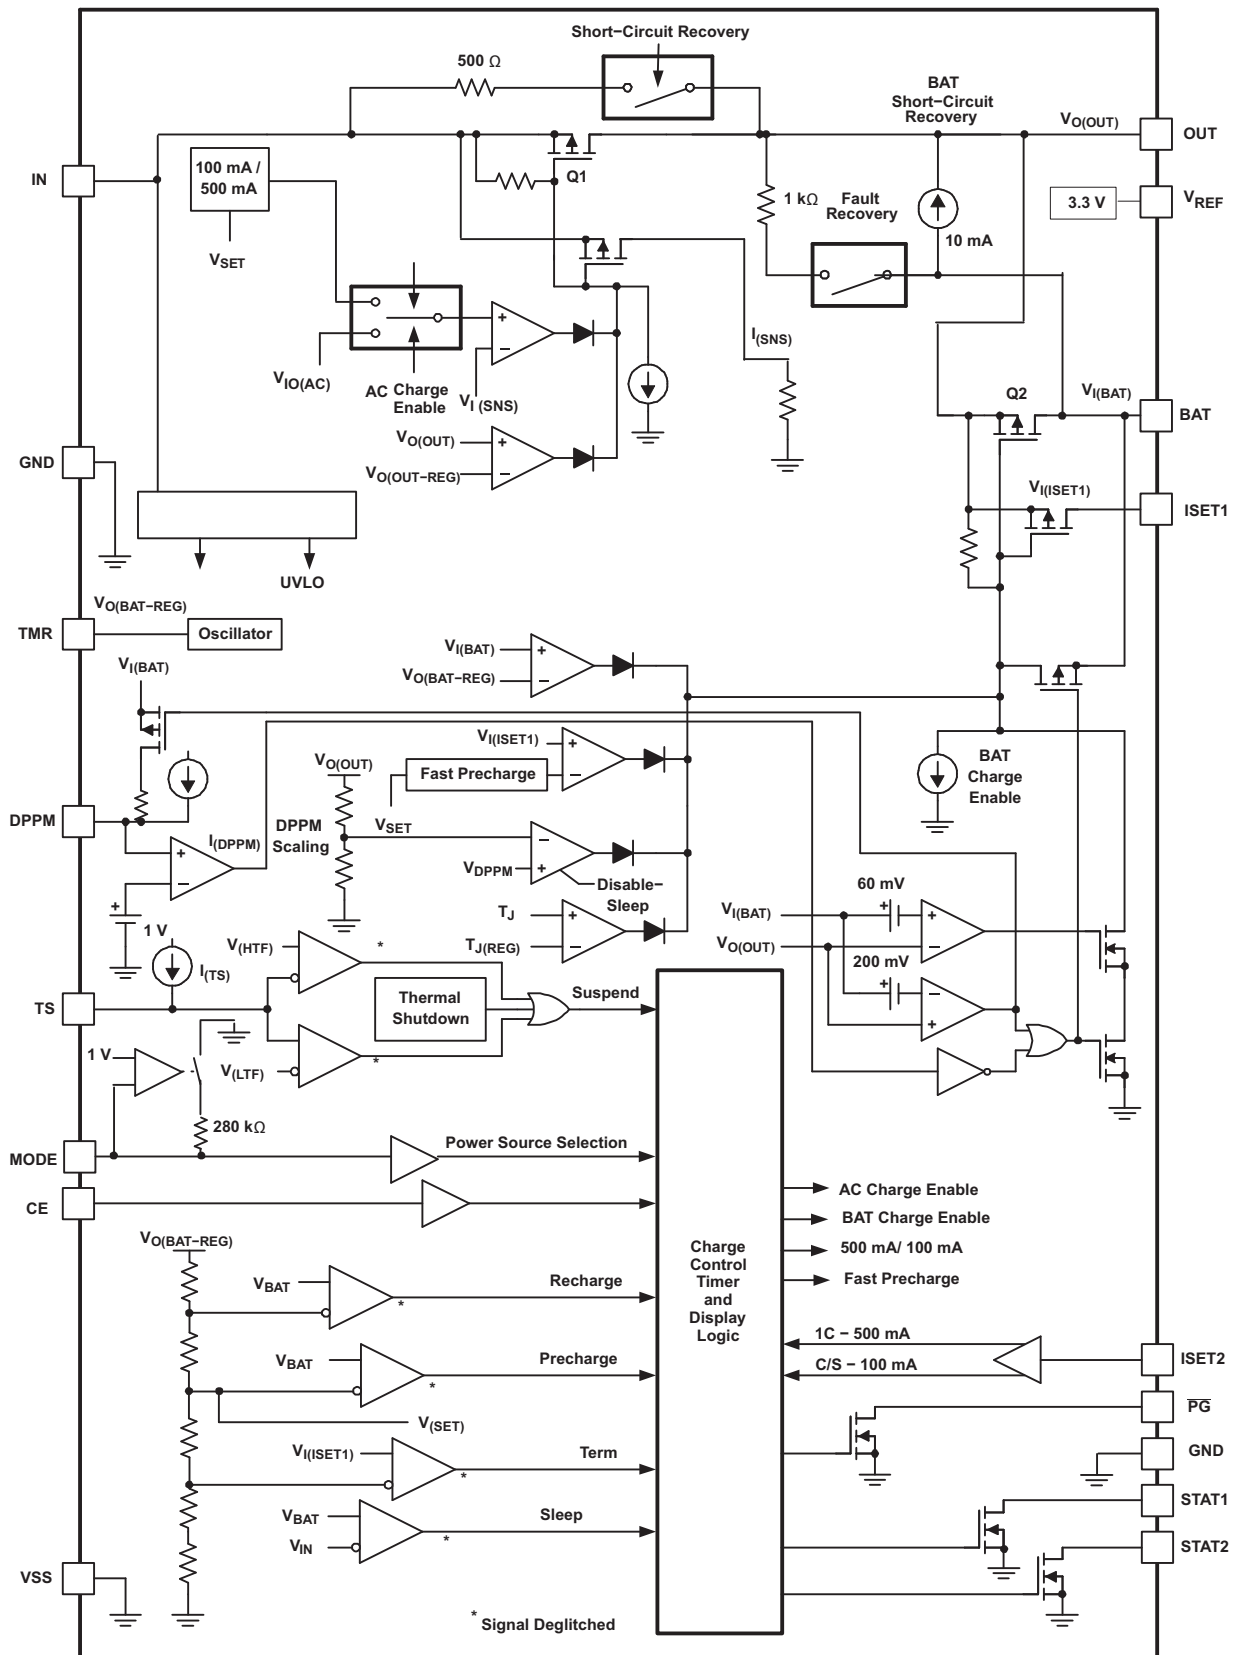 Short−Circuit Recovery
500 Ω
BAT
Short−Circuit
Recovery
VO(OUT)
OUT
IN
100 mA /
500 mA
Q1
1 kΩ
Fault
Recovery
3.3 V
VREF
10 mA
VSET
I(SNS)
VIO(AC)
AC Charge
Enable
VI (SNS)
+
−
Q2
VI(BAT)
BAT
VO(OUT)
VO(OUT−REG)
+
−
GND
VI(ISET1)
ISET1
UVLO
VO(BAT−REG)
TMR
Oscillator
VI(BAT)
VI(BAT)
VO(BAT−REG)
+
−
VI(ISET1)
+
−
Fast Precharge
VO(OUT)
VSET
BAT
Charge
Enable
DPPM
I(DPPM)
+
−
DPPM
Scaling
VDPPM
−
+
Disable−
Sleep
60 mV
+
VI(BAT)
+
−
VO(OUT)
200 mV
+
−
+
+
1 V
TJ
TJ(REG)
+
−
V(HTF)
*
I(TS)
TS
Thermal
Shutdown
Suspend
1 V
V(LTF)
*
280 kΩ
MODE
Power Source Selection
CE
AC Charge Enable
BAT Charge Enable
500 mA/ 100 mA
Fast Precharge
VO(BAT−REG)
Charge
Control
Timer
and
Display
Logic
VBAT
*
Recharge
1C − 500 mA
ISET2
VBAT
*
Precharge
C/S − 100 mA
V(SET)
PG
VI(ISET1)
*
Term
GND
VBAT
VIN
*
Sleep
STAT1
STAT2
VSS
* Signal Deglitched